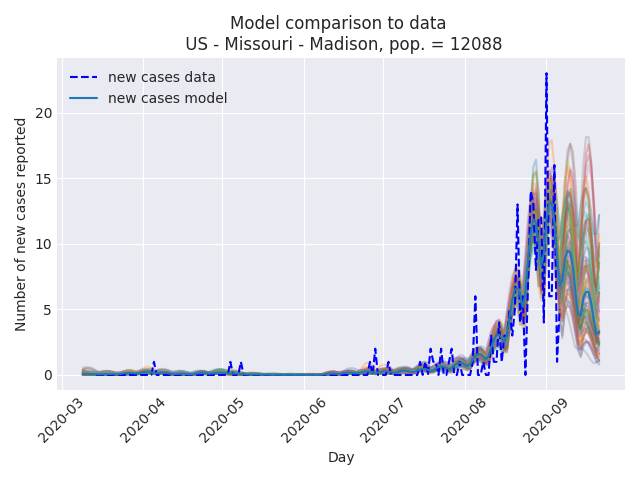 Model comparison to data
US - Missouri - Madison, pop. = 12088
new cases data
new cases model
Number of new cases reported
20
15
10
5
0
2020-03
2020-04
2020-05
2020-06
2020-07
2020-08
2020-09
Day